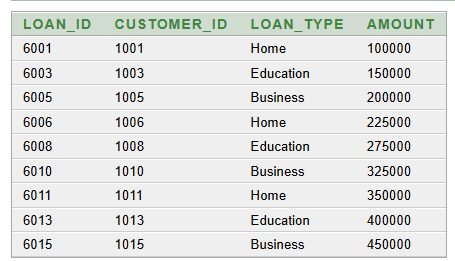 LOAN_ID CUSTOMER_ID LOAN_TYPE AMOUNT
6001 1001 Home 100000
6003 1003 Education 150000
6005 1005 Business 200000
6006 1006 Home 225000
6008 1008 Education 275000
6010 1010 Business 325000
6011 1011 Home 350000
6013 1013 Education 400000
6015 1015 Business 450000